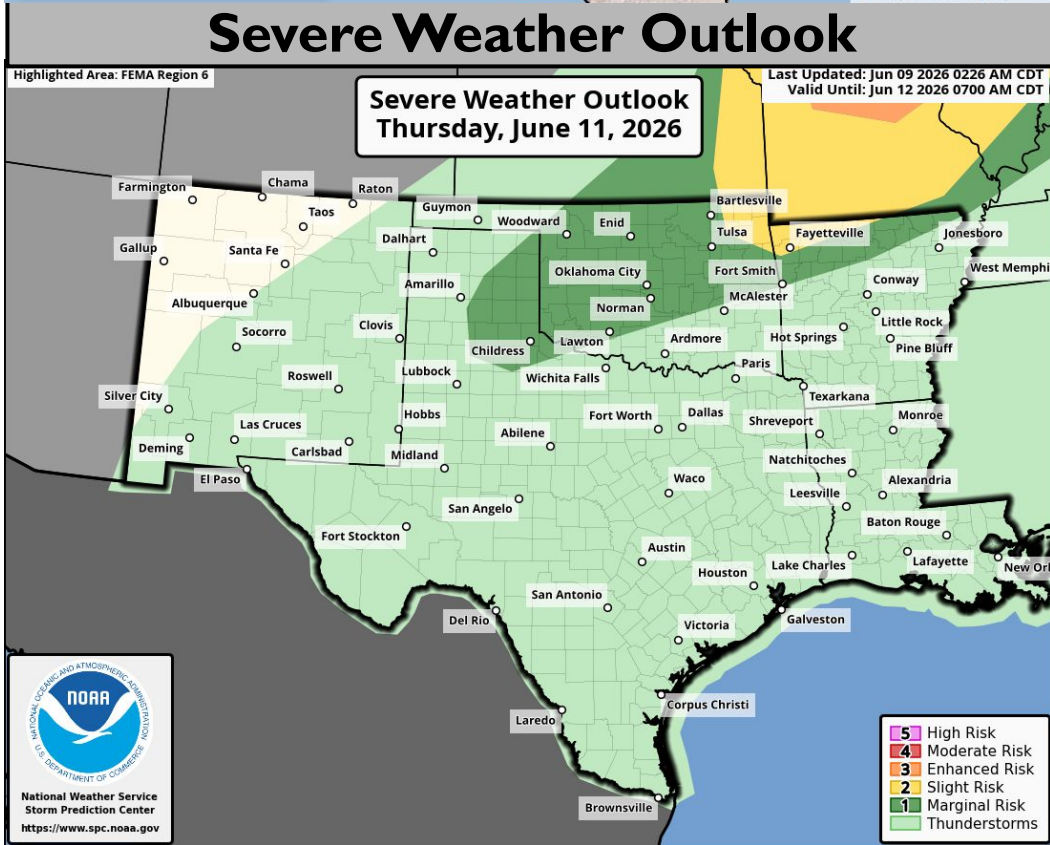 Severe Weather Outlook
Highlighted Area: FEMA Region 6
Last Updated: Jun 09 2026 0226 AM CDT
Valid Until: Jun 12 2026 0700 AM CDT
Severe Weather Outlook
Thursday, June 11, 2026
Farmington
Chama
Raton
Taos
Guymon
Woodward
Enid
Bartlesville
Tulsa
Fayetteville
Jonesboro
Gallup
Santa Fe
Dalhart
Oklahoma City
Fort Smith
Conway
West Memphi
Albuquerque
Amarillo
Norman
McAlester
Little Rock
Socorro
Clovis
Childress
Lawton
Ardmore
Hot Springs
Pine Bluff
Roswell
Lubbock
Wichita Falls
Paris
Texarkana
Silver City
Hobbs
Fort Worth
Dallas
Shreveport
Monroe
Las Cruces
Carlsbad
Midland
Abilene
Deming
El Paso
Natchitoches
Alexandria
Waco
Leesville
San Angelo
Baton Rouge
Fort Stockton
Austin
Houston
Lake Charles
Lafayette
New Orl
San Antonio
Del Rio
Victoria
Galveston
Laredo
Corpus Christi
Brownsville
NATIONAL OCEANIC AND ATMOSPHERIC ADMINISTRATION
NOAA
U.S. DEPARTMENT OF COMMERCE
National Weather Service
Storm Prediction Center
https://www.spc.noaa.gov
5 High Risk
4 Moderate Risk
3 Enhanced Risk
2 Slight Risk
1 Marginal Risk
Thunderstorms